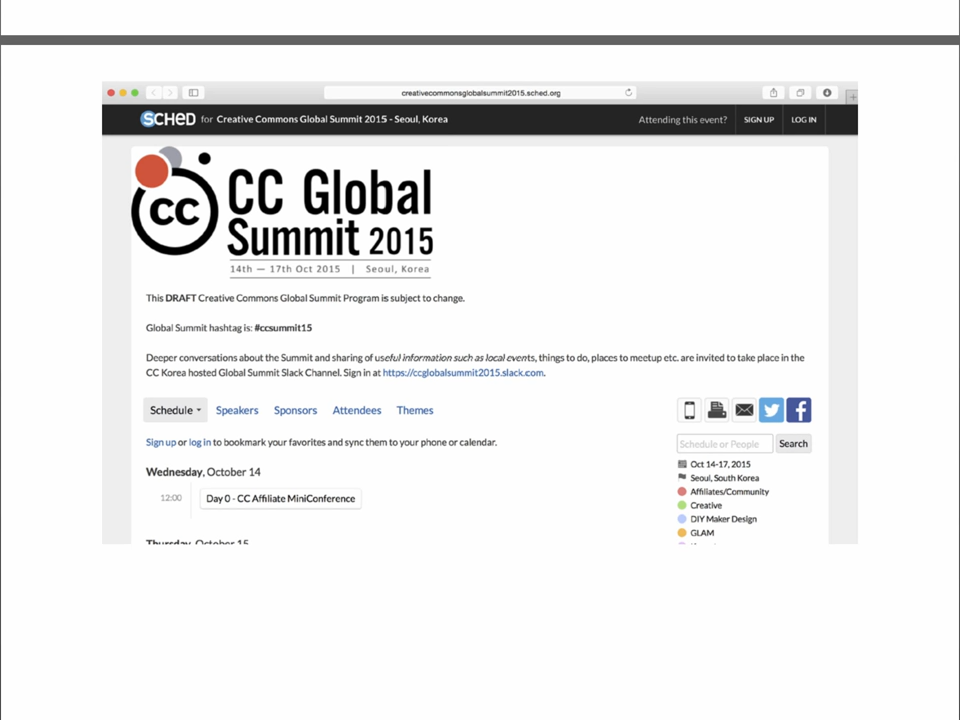 creativecommonsglobalsummit2015.sched.org
SCHED for Creative Commons Global Summit 2015 - Seoul, Korea
Attending this event?
SIGN UP
LOG IN
cc
CC Global
Summit 2015
14th — 17th Oct 2015 | Seoul, Korea
This DRAFT Creative Commons Global Summit Program is subject to change.
Global Summit hashtag is: #ccsummit15
Deeper conversations about the Summit and sharing of useful information such as local events, things to do, places to meetup etc. are invited to take place in the
CC Korea hosted Global Summit Slack Channel. Sign in at https://ccglobalsummit2015.slack.com.
Schedule
Speakers
Sponsors
Attendees
Themes
Sign up or log in to bookmark your favorites and sync them to your phone or calendar.
Wednesday, October 14
12:00
Day 0 - CC Affiliate MiniConference
Thursday, October 15
Schedule or People
Search
Oct 14-17, 2015
Seoul, South Korea
Affiliates/Community
Creative
DIY Maker Design
GLAM